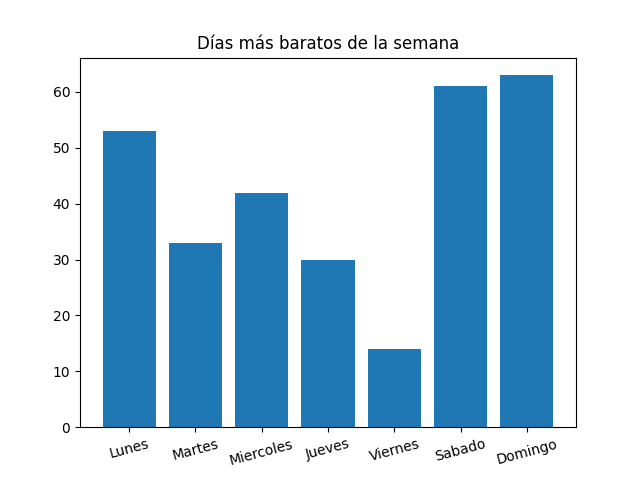 Días más baratos de la semana
60
50
40
30
20
10
0
Lunes
Martes
Miercoles
Jueves
Viernes
Sabado
Domingo